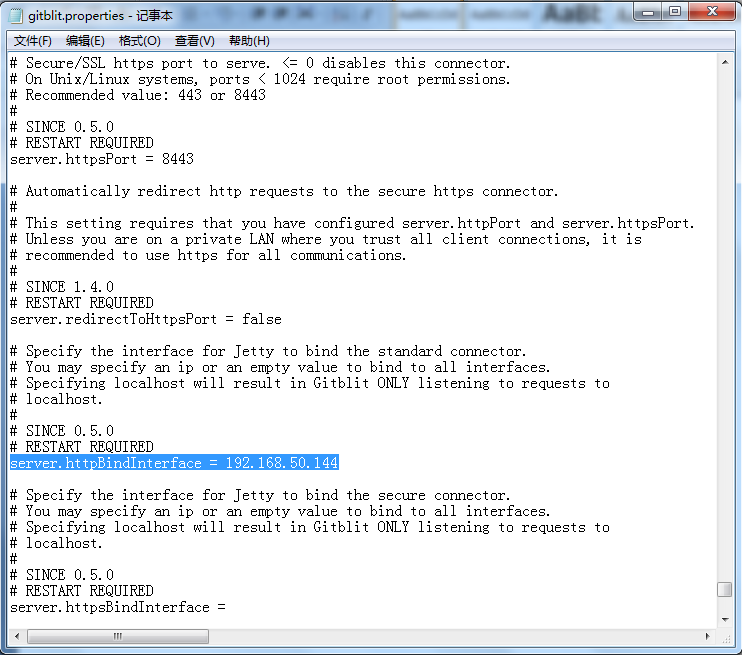 gitblit.properties - 记事本
文件(F) 编辑(E) 格式(O) 查看(V) 帮助(H)
# Secure/SSL https port to serve. <= 0 disables this connector.
# On Unix/Linux systems, ports < 1024 require root permissions.
# Recommended value: 443 or 8443
#
# SINCE 0.5.0
# RESTART REQUIRED
server.httpsPort = 8443
# Automatically redirect http requests to the secure https connector.
#
# This setting requires that you have configured server.httpPort and server.httpsPort.
# Unless you are on a private LAN where you trust all client connections, it is
# recommended to use https for all communications.
#
# SINCE 1.4.0
# RESTART REQUIRED
server.redirectToHttpsPort = false
# Specify the interface for Jetty to bind the standard connector.
# You may specify an ip or an empty value to bind to all interfaces.
# Specifying localhost will result in Gitblit ONLY listening to requests to
# localhost.
#
# SINCE 0.5.0
# RESTART REQUIRED
server.httpBindInterface = 192.168.50.144
# Specify the interface for Jetty to bind the secure connector.
# You may specify an ip or an empty value to bind to all interfaces.
# Specifying localhost will result in Gitblit ONLY listening to requests to
# localhost.
#
# SINCE 0.5.0
# RESTART REQUIRED
server.httpsBindInterface =